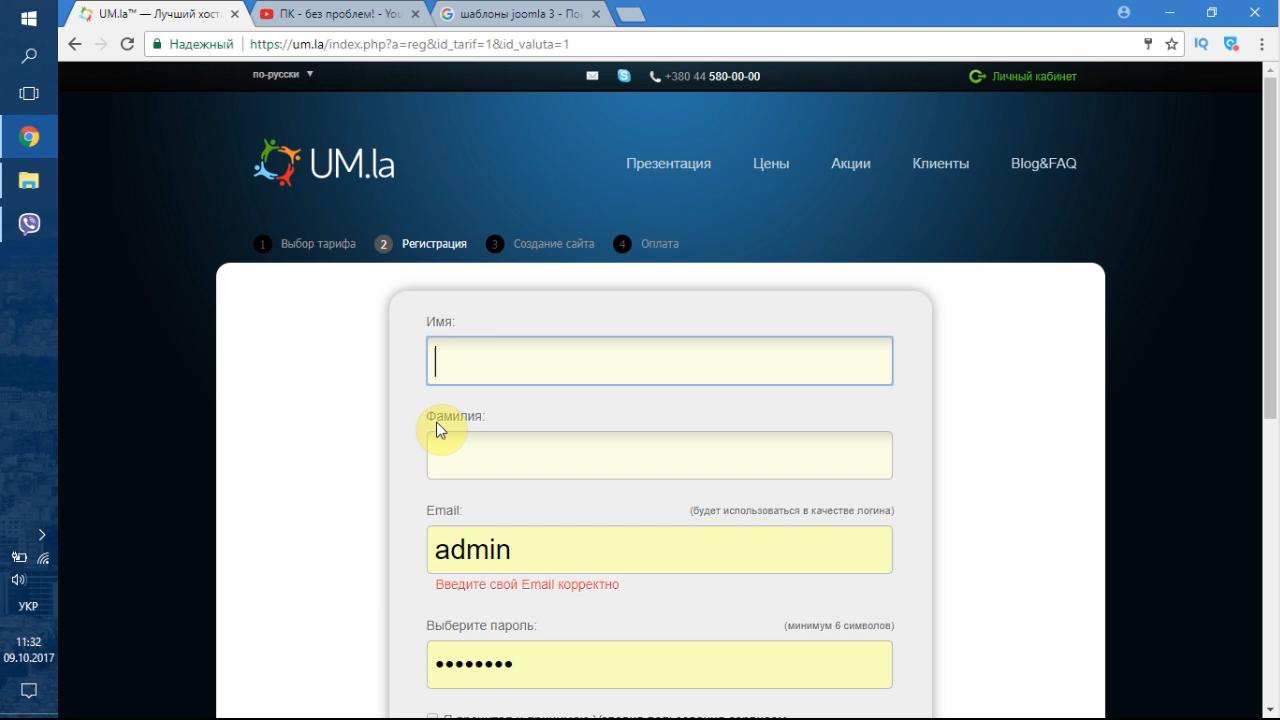 UM.la™ — Лучший хост
ПК - без проблем! - You
шаблоны joomla 3 - Пои
Надежный
https://um.la/index.php?a=reg&id_tarif=1&id_valuta=1
IQ
по-русски
+380 44 580-00-00
Личный кабинет
UM.la
Презентация
Цены
Акции
Клиенты
Blog&FAQ
1 Выбор тарифа
2 Регистрация
3 Создание сайта
4 Оплата
Имя:
Фамилия:
Email:
(будет использоваться в качестве логина)
admin
Введите свой Email корректно
Выберите пароль:
(минимум 6 символов)
••••••••
УКР
11:32
09.10.2017